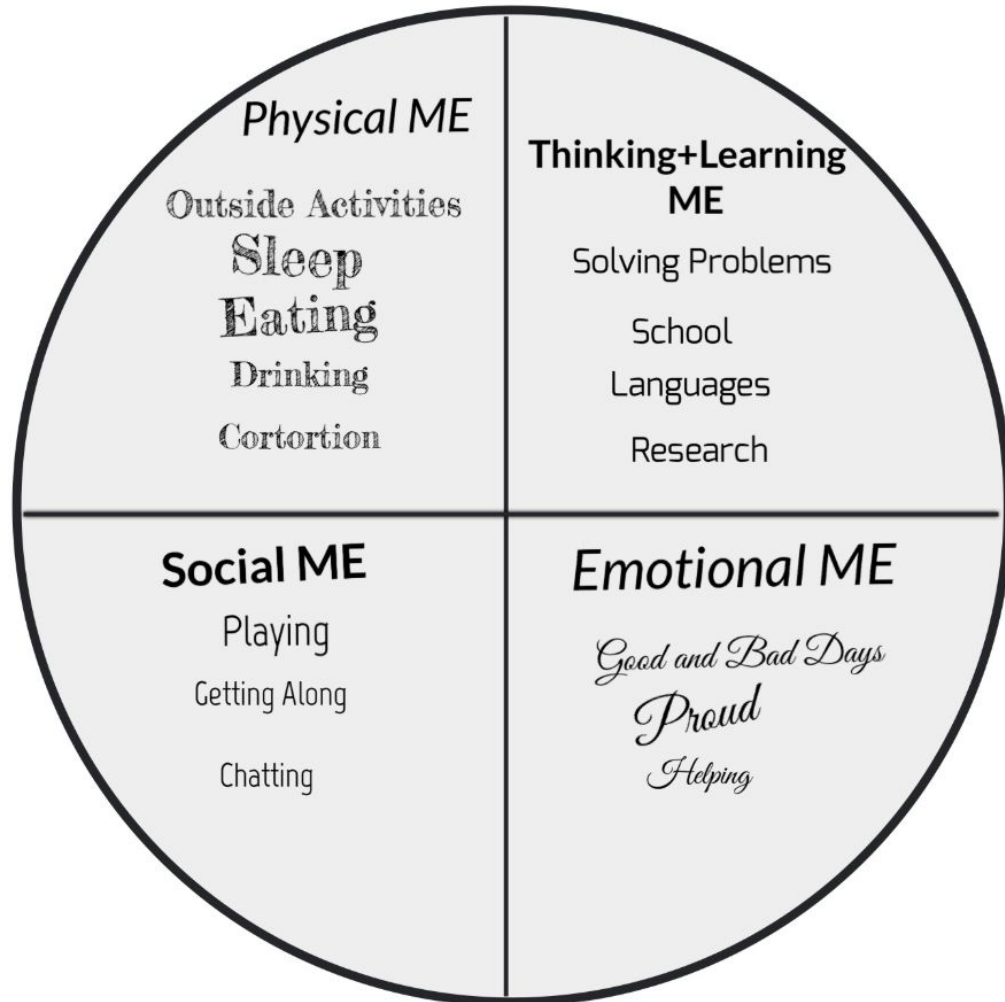 Physical ME
Outside Activities
Sleep
Eating
Drinking
Cortortion
Thinking+Learning
ME
Solving Problems
School
Languages
Research
Social ME
Playing
Getting Along
Chatting
Emotional ME
Good and Bad Days
Proud
Helping